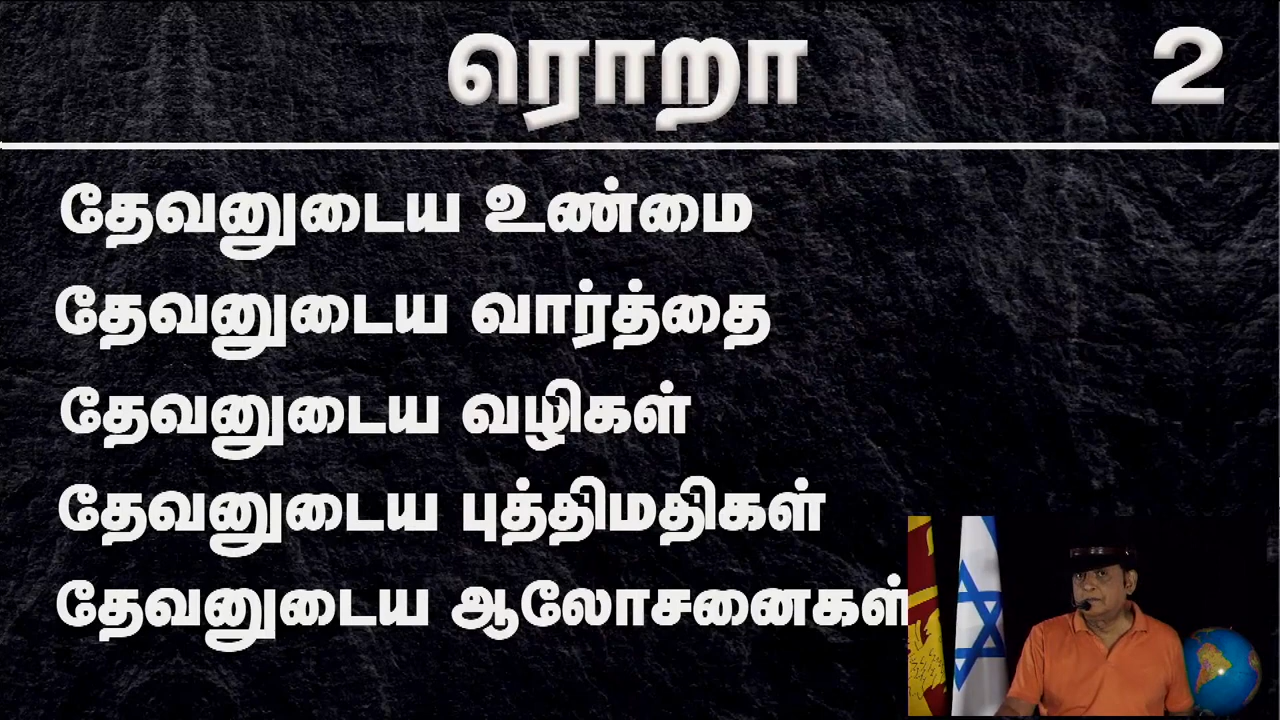 ரொறா
2
தேவனுடைய உண்மை
தேவனுடைய வார்த்தை
தேவனுடைய வழிகள்
தேவனுடைய புத்திமதிகள்
தேவனுடைய ஆலோசனைகள்